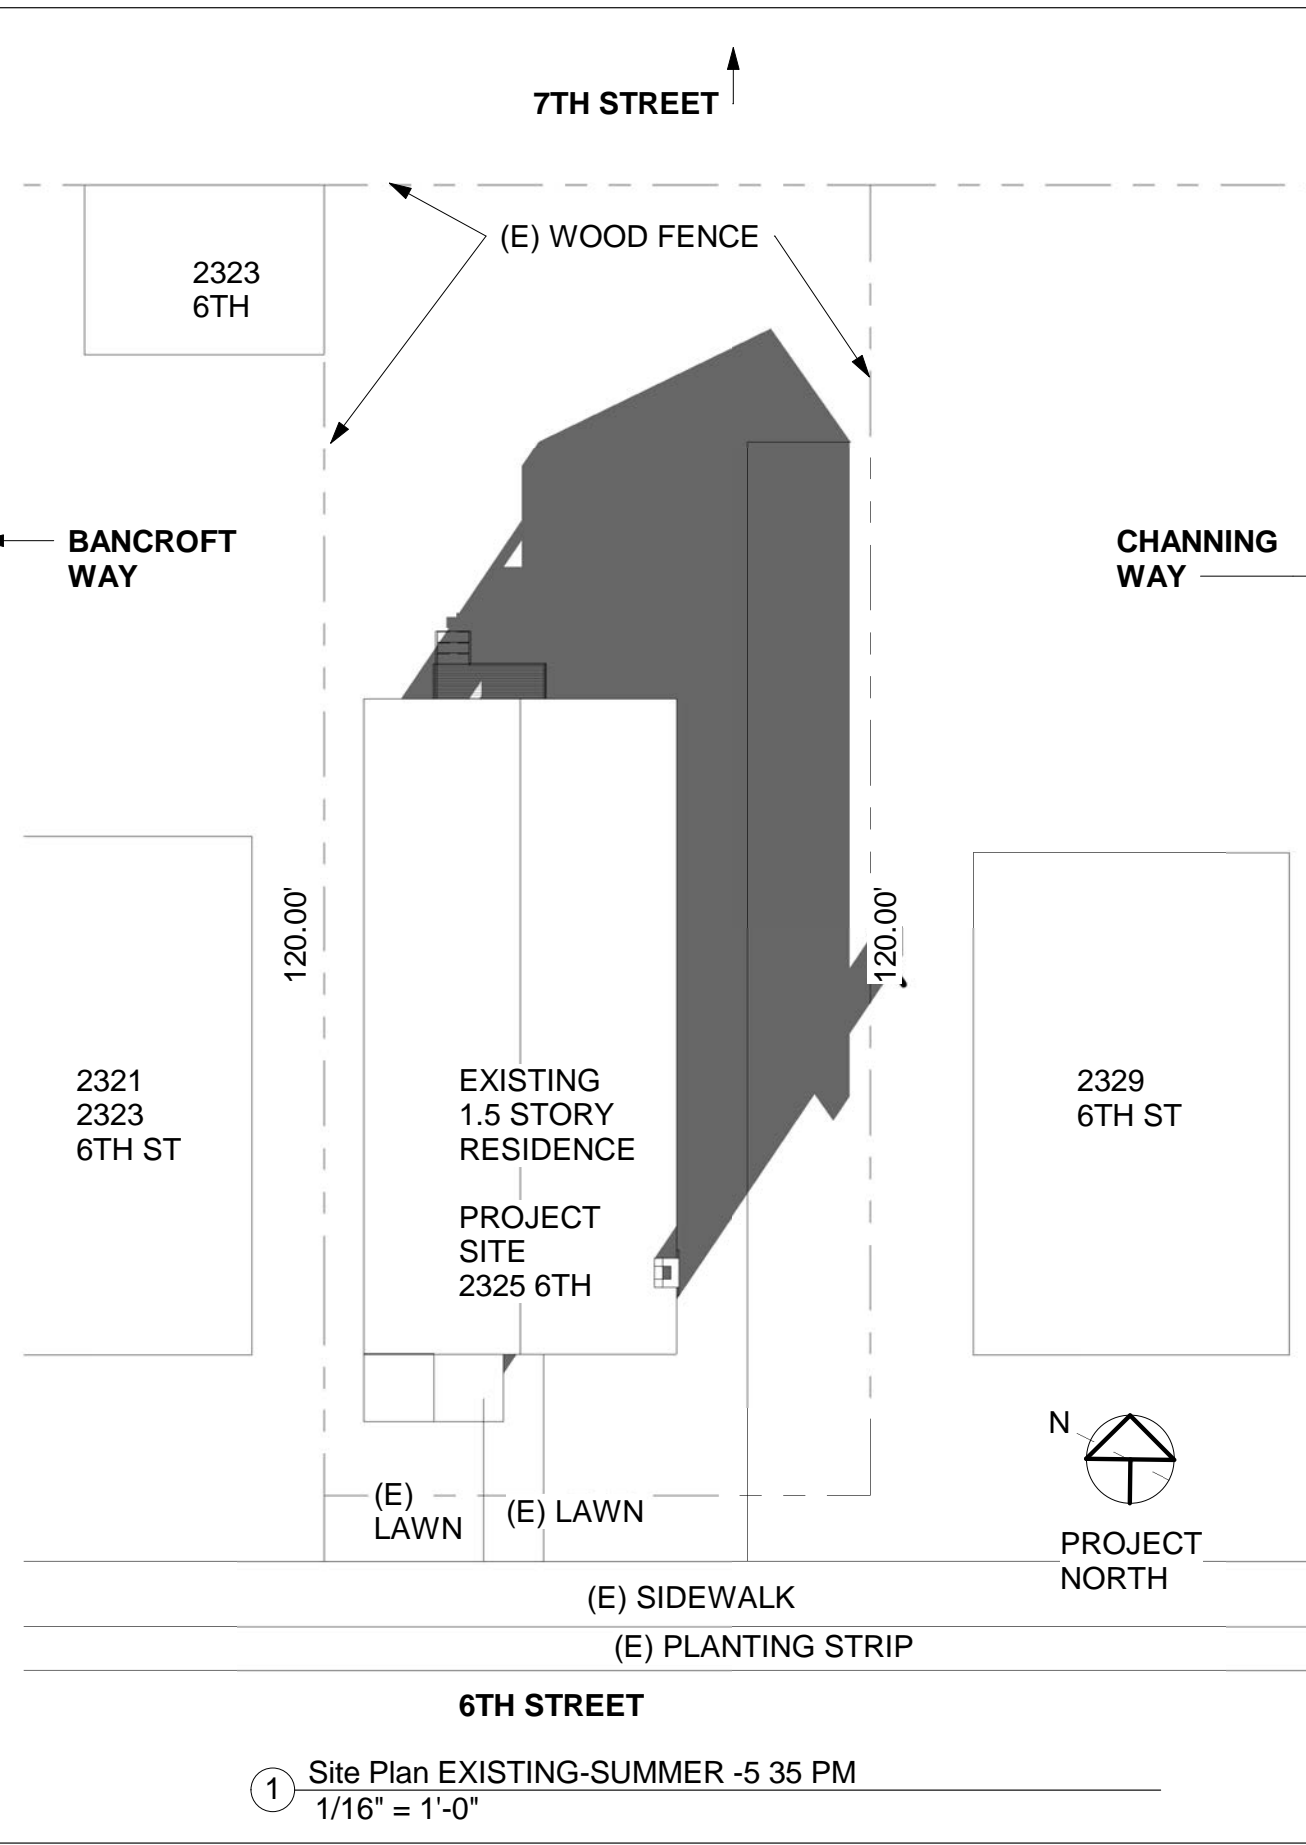 7TH STREET
(E) WOOD FENCE
2323
6TH
BANCROFT
WAY
CHANNING
WAY
120.00'
120.00'
2321
2323
6TH ST
EXISTING
1.5 STORY
RESIDENCE
PROJECT
SITE
2325 6TH
2329
6TH ST
N
PROJECT
NORTH
(E)
LAWN
(E) LAWN
(E) SIDEWALK
(E) PLANTING STRIP
6TH STREET
1
Site Plan EXISTING-SUMMER -5 35 PM
1/16" = 1'-0"